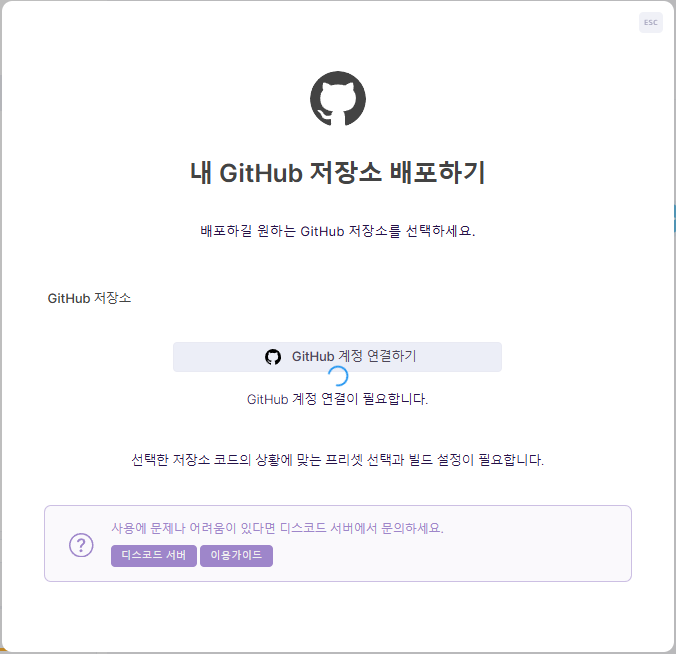 ESC
내 GitHub 저장소 배포하기
배포하길 원하는 GitHub 저장소를 선택하세요.
GitHub 저장소
GitHub 계정 연결하기
GitHub 계정 연결이 필요합니다.
선택한 저장소 코드의 상황에 맞는 프리셋 선택과 빌드 설정이 필요합니다.
사용에 문제나 어려움이 있다면 디스코드 서버에서 문의하세요.
디스코드 서버 이용가이드